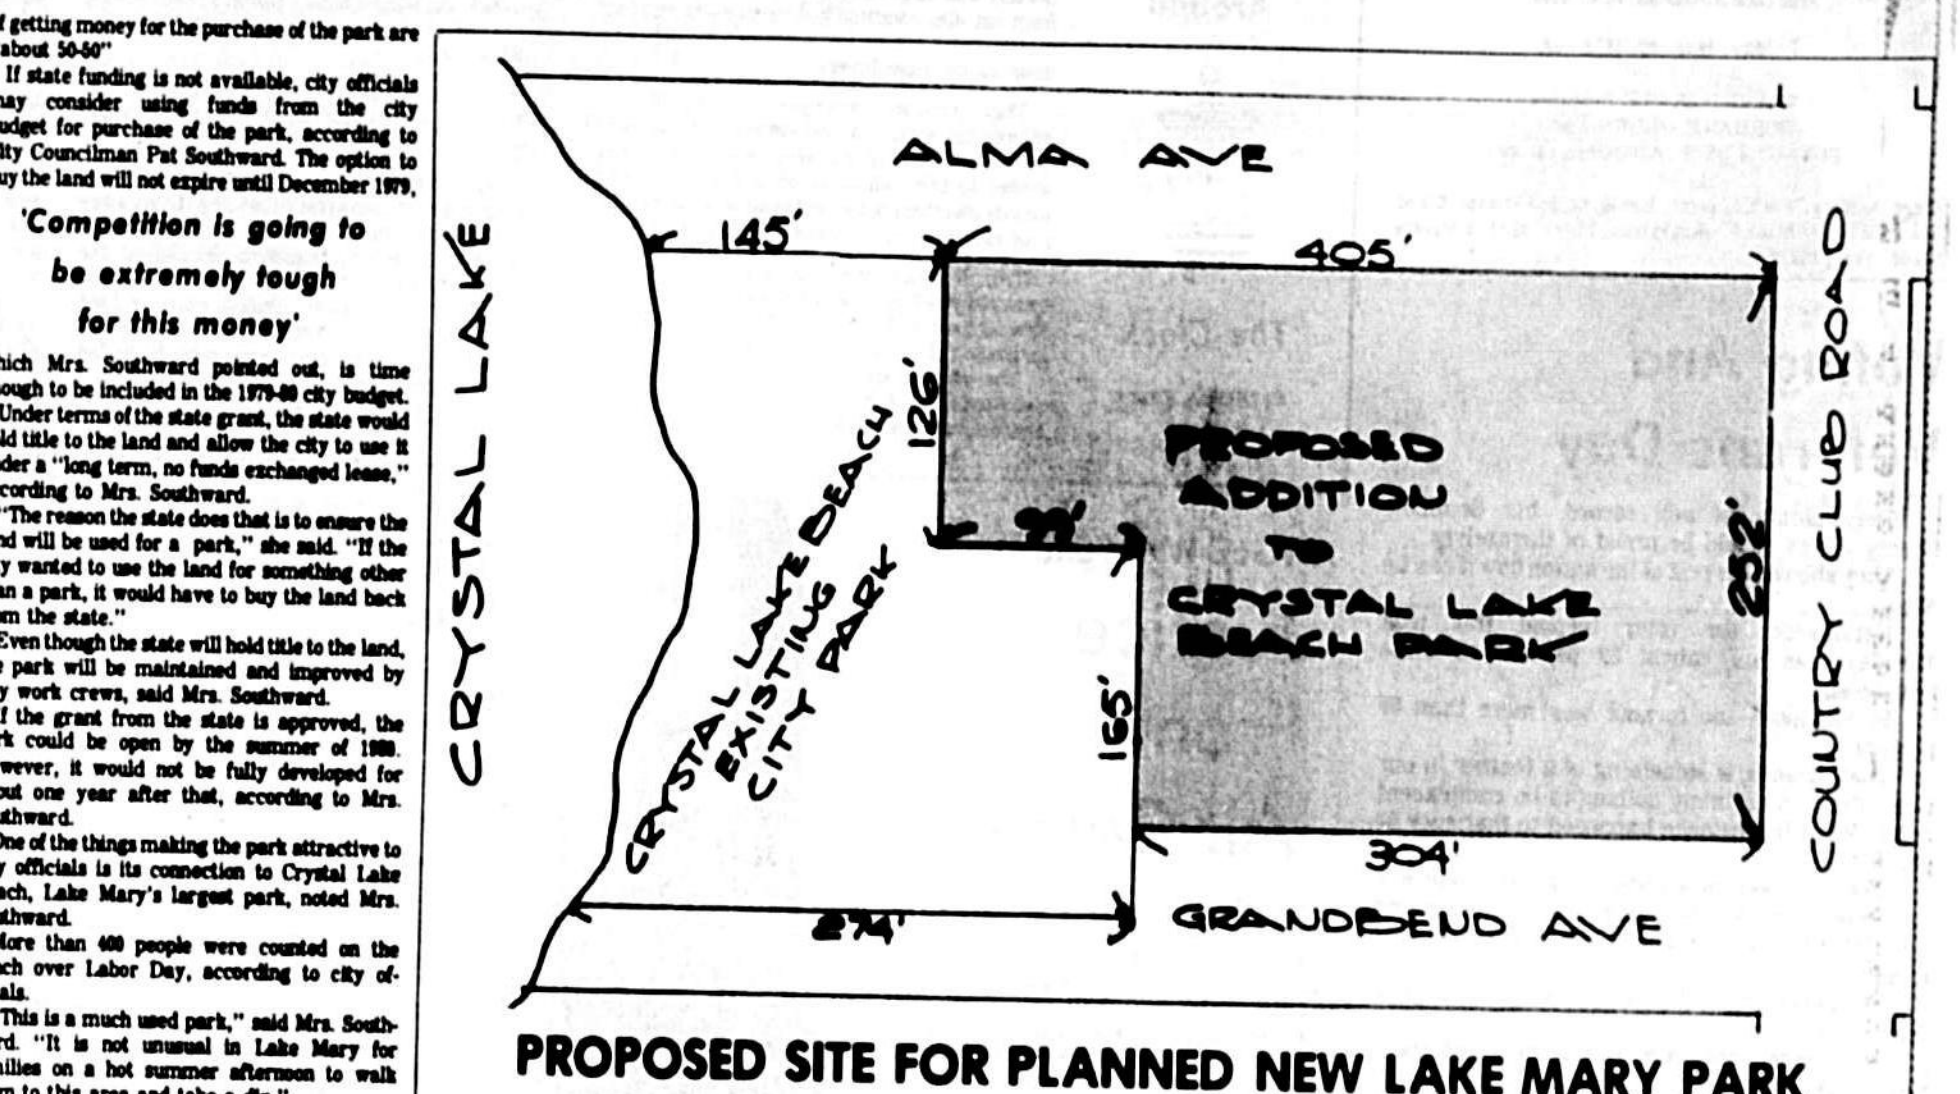 f getting money for the purchase of the park are
about 50-50"
If state funding is not available, city officials
may consider using funds from the city
udget for purchase of the park, according to
ity Councilman Pat Southward. The option to
uy the land will not expire until December 1979,
'Competition is going to
be extremely tough
for this money'
hich Mrs. Southward pointed out, is time
ough to be included in the 1979-80 city budget.
Under terms of the state grant, the state would
ld title to the land and allow the city to use it
der a "long term, no funds exchanged lease,"
cording to Mrs. Southward.
"The reason the state does that is to ensure the
nd will be used for a park," she said. "If the
y wanted to use the land for something other
an a park, it would have to buy the land back
om the state."
Even though the state will hold title to the land,
e park will be maintained and improved by
y work crews, said Mrs. Southward.
f the grant from the state is approved, the
rk could be open by the summer of 1980.
wever, it would not be fully developed for
out one year after that, according to Mrs.
thward.
One of the things making the park attractive to
y officials is its connection to Crystal Lake
ach, Lake Mary's largest park, noted Mrs.
thward.
More than 400 people were counted on the
ach over Labor Day, according to city of-
als.
"This is a much used park," said Mrs. South-
rd. "It is not unusual in Lake Mary for
milies on a hot summer afternoon to walk
ALMA AVE
145'
405'
CRYSTAL LAKE
126'
CRYSTAL LAKE BEACH
EXISTING
CITY PARK
99'
PROPOSED
ADDITION
TO
CRYSTAL LAKE
BEACH PARK
252'
COUNTRY CLUB ROAD
165'
304'
274'
GRANDBEND AVE
PROPOSED SITE FOR PLANNED NEW LAKE MARY PARK